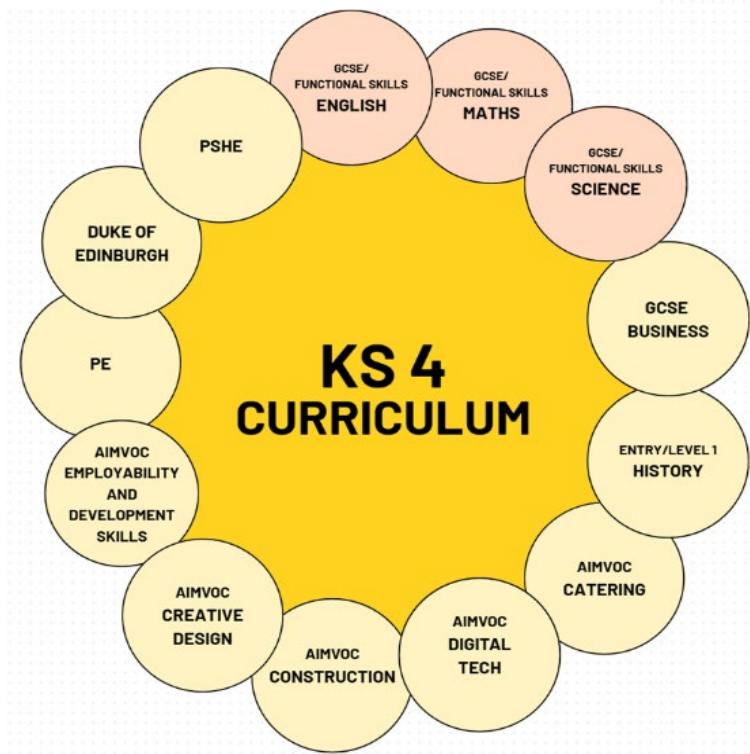 KS 4
CURRICULUM
GCSE/
FUNCTIONAL SKILLS
ENGLISH
GCSE/
FUNCTIONAL SKILLS
MATHS
GCSE/
FUNCTIONAL SKILLS
SCIENCE
GCSE
BUSINESS
ENTRY/LEVEL 1
HISTORY
AIMVOC
CATERING
AIMVOC
DIGITAL
TECH
AIMVOC
CONSTRUCTION
AIMVOC
CREATIVE
DESIGN
AIMVOC
EMPLOYABILITY
AND
DEVELOPMENT
SKILLS
PE
DUKE OF
EDINBURGH
PSHE